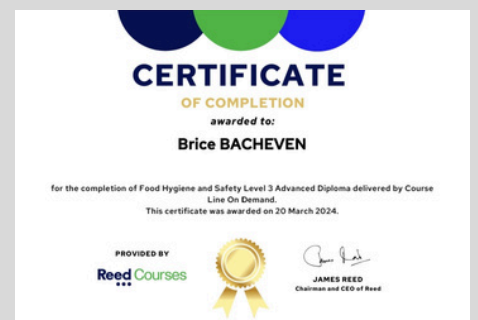 CERTIFICATE
OF COMPLETION
awarded to:
Brice BACHEVEN
for the completion of Food Hygiene and Safety Level 3 Advanced Diploma delivered by Course
Line On Demand.
This certificate was awarded on 20 March 2024.
PROVIDED BY
Reed Courses
JAMES REED
Chairman and CEO of Reed